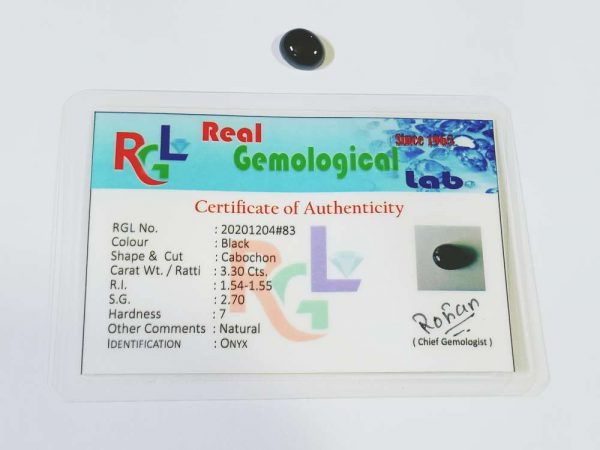 RGL
Real
Gemological
Lab
Since 1965
Certificate of Authenticity
RGL No. : 20201204#83
Colour : Black
Shape & Cut : Cabochon
Carat Wt. / Ratti : 3.30 Cts.
R.I. : 1.54-1.55
S.G. : 2.70
Hardness : 7
Other Comments : Natural
IDENTIFICATION : ONYX
RGL
Rohan
( Chief Gemologist )